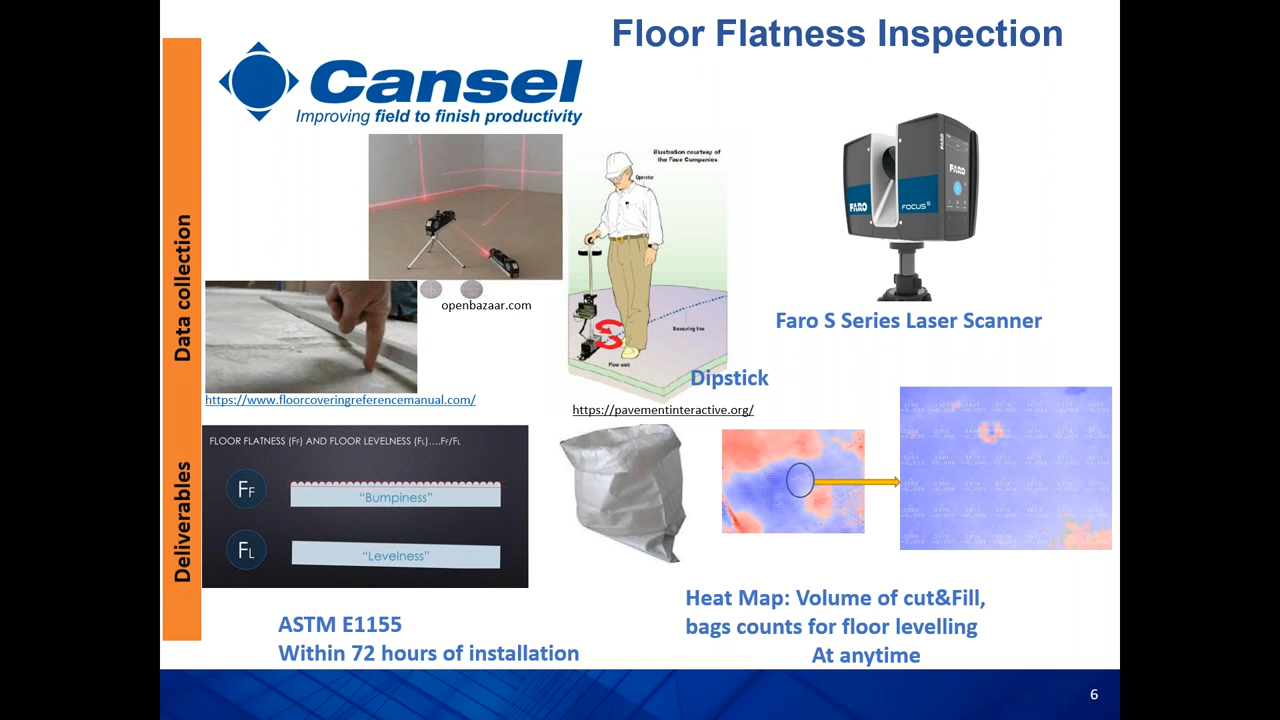 Floor Flatness Inspection
Cansel
Improving field to finish productivity
Data collection
Illustration courtesy of
the Face Companies
Operator
Measuring line
Floor slab
FARO
FARO
FARO
FOCUS S
openbazaar.com
Faro S Series Laser Scanner
Dipstick
https://www.floorcoveringreferencemanual.com/
https://pavementinteractive.org/
Deliverables
FLOOR FLATNESS (FF) AND FLOOR LEVELNESS (FL)....FF/FL
FF
“Bumpiness”
FL
“Levelness”
Heat Map: Volume of cut&Fill,
bags counts for floor levelling
At anytime
ASTM E1155
Within 72 hours of installation
6